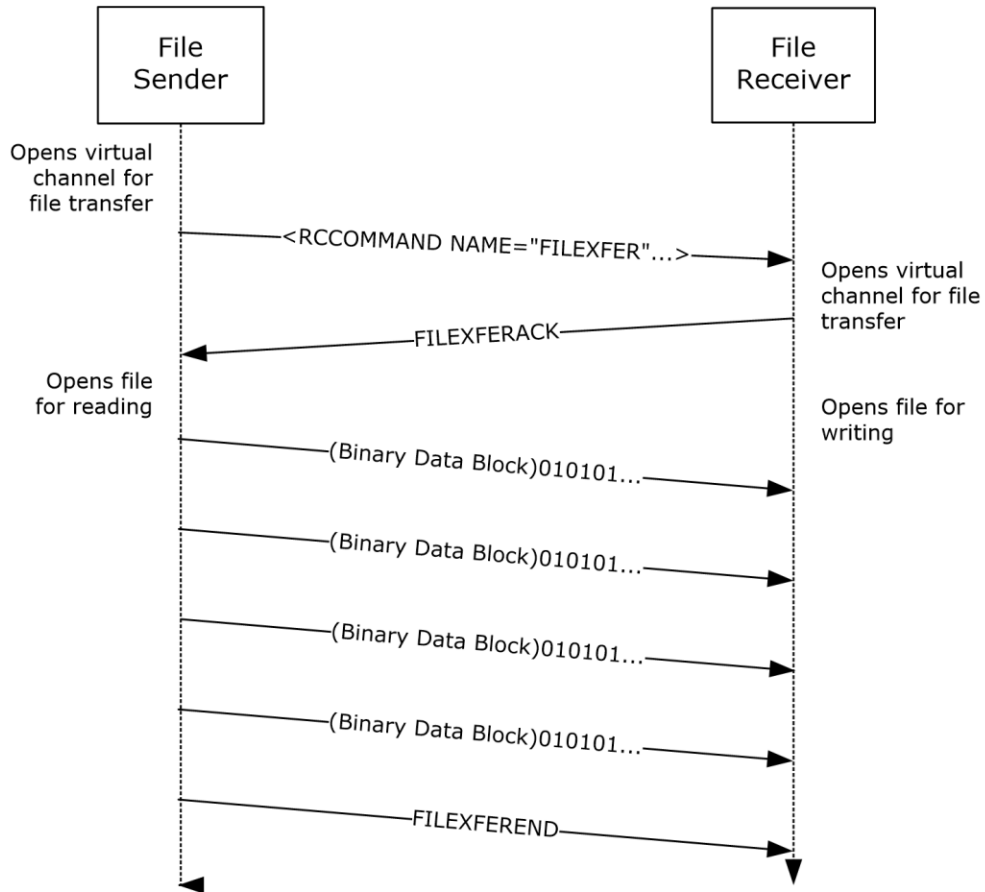 File
Sender
File
Receiver
Opens virtual
channel for
file transfer
<RCCOMMAND NAME="FILEXFER"...>
Opens virtual
channel for file
transfer
FILEXFERACK
Opens file
for reading
Opens file for
writing
(Binary Data Block)010101...
(Binary Data Block)010101...
(Binary Data Block)010101...
(Binary Data Block)010101...
FILEXFEREND